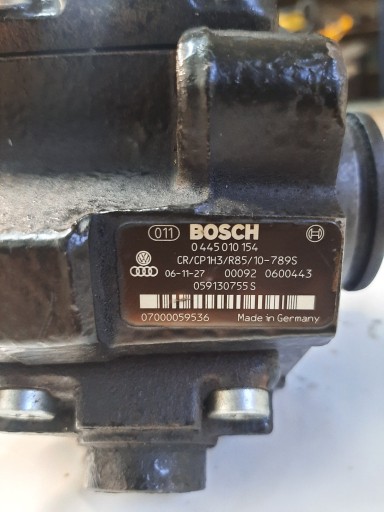 011 BOSCH
0 445 010 154
CR/CP1H3/R85/10-789S
06-11-27 00092 0600443
059130755S
07000059536 Made in Germany